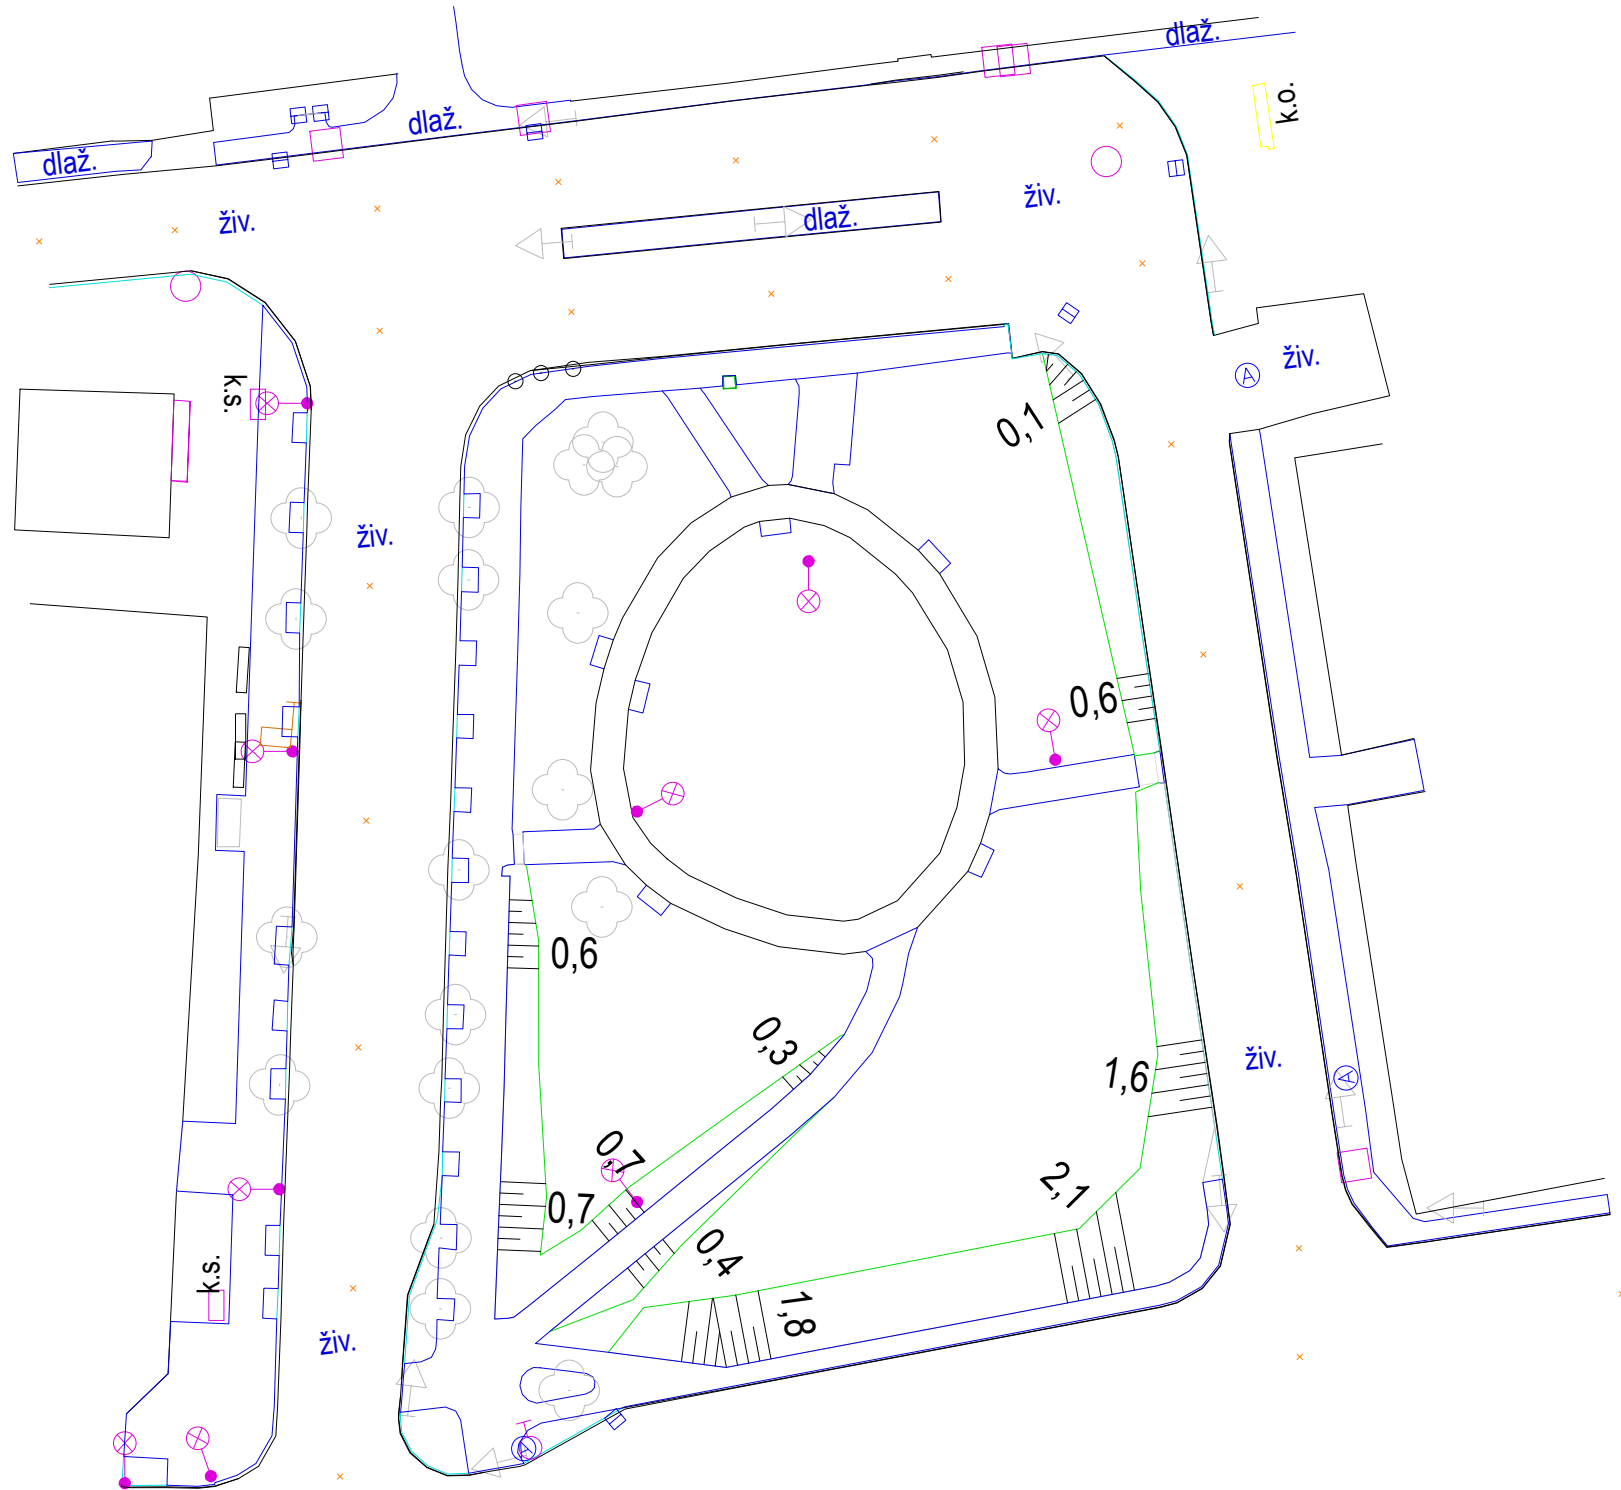 dlaž.
k.o.
dlaž.
dlaž.
živ.
živ.
dlaž.
živ.
A
k.s.
0,1
živ.
0,6
0,6
0,3
živ.
1,6
A
0,7
2,1
0,7
0,4
k.s.
1,8
živ.
A